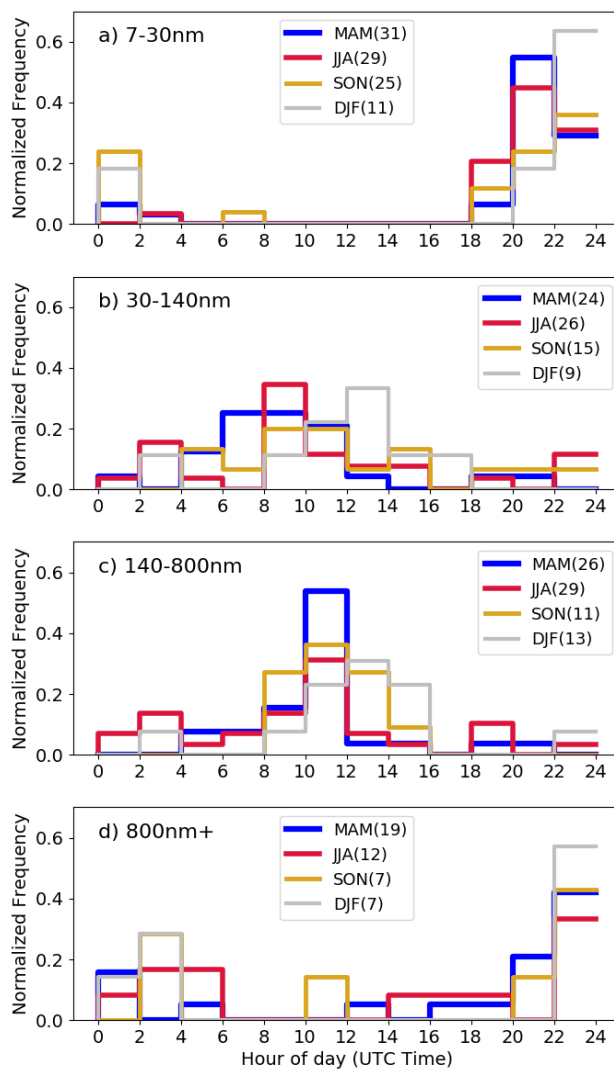 a) 7-30nm
MAM(31)
JJA(29)
SON(25)
DJF(11)
Normalized Frequency
0.0
0.2
0.4
0.6
0 2 4 6 8 10 12 14 16 18 20 22 24
b) 30-140nm
MAM(24)
JJA(26)
SON(15)
DJF(9)
Normalized Frequency
0.0
0.2
0.4
0.6
0 2 4 6 8 10 12 14 16 18 20 22 24
c) 140-800nm
MAM(26)
JJA(29)
SON(11)
DJF(13)
Normalized Frequency
0.0
0.2
0.4
0.6
0 2 4 6 8 10 12 14 16 18 20 22 24
d) 800nm+
MAM(19)
JJA(12)
SON(7)
DJF(7)
Normalized Frequency
0.0
0.2
0.4
0.6
0 2 4 6 8 10 12 14 16 18 20 22 24
Hour of day (UTC Time)